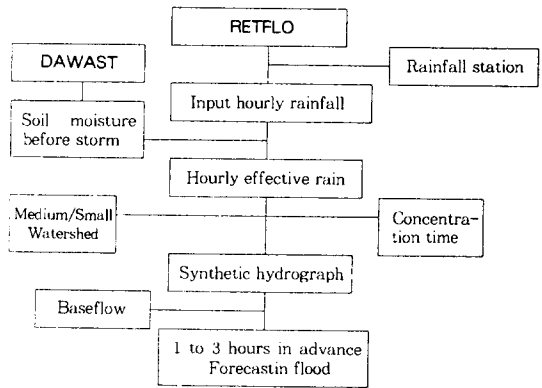 RETFLO
DAWAST
Rainfall station
Input hourly rainfall
Soil moisture
before storm
Hourly effective rain
Medium/Small
Watershed
Concentra-
tion time
Synthetic hydrograph
Baseflow
1 to 3 hours in advance
Forecastin flood